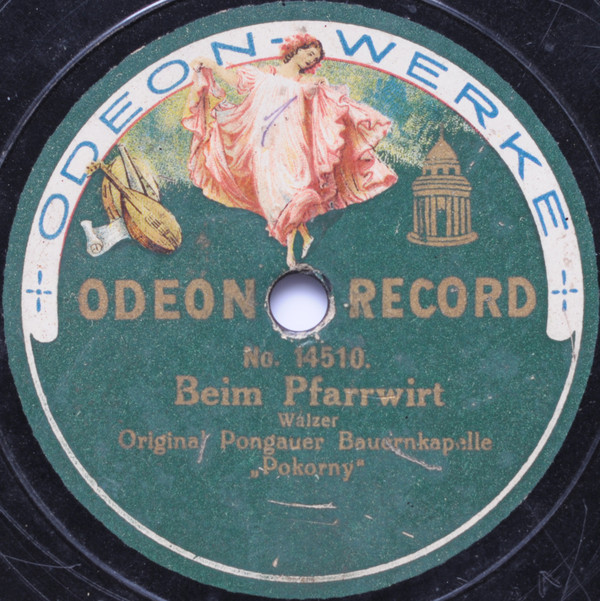 ODEON-WERKE
ODEON RECORD
No. 14510.
Beim Pfarrwirt
Walzer
Original Pongauer Bauernkapelle
„Pokorny“